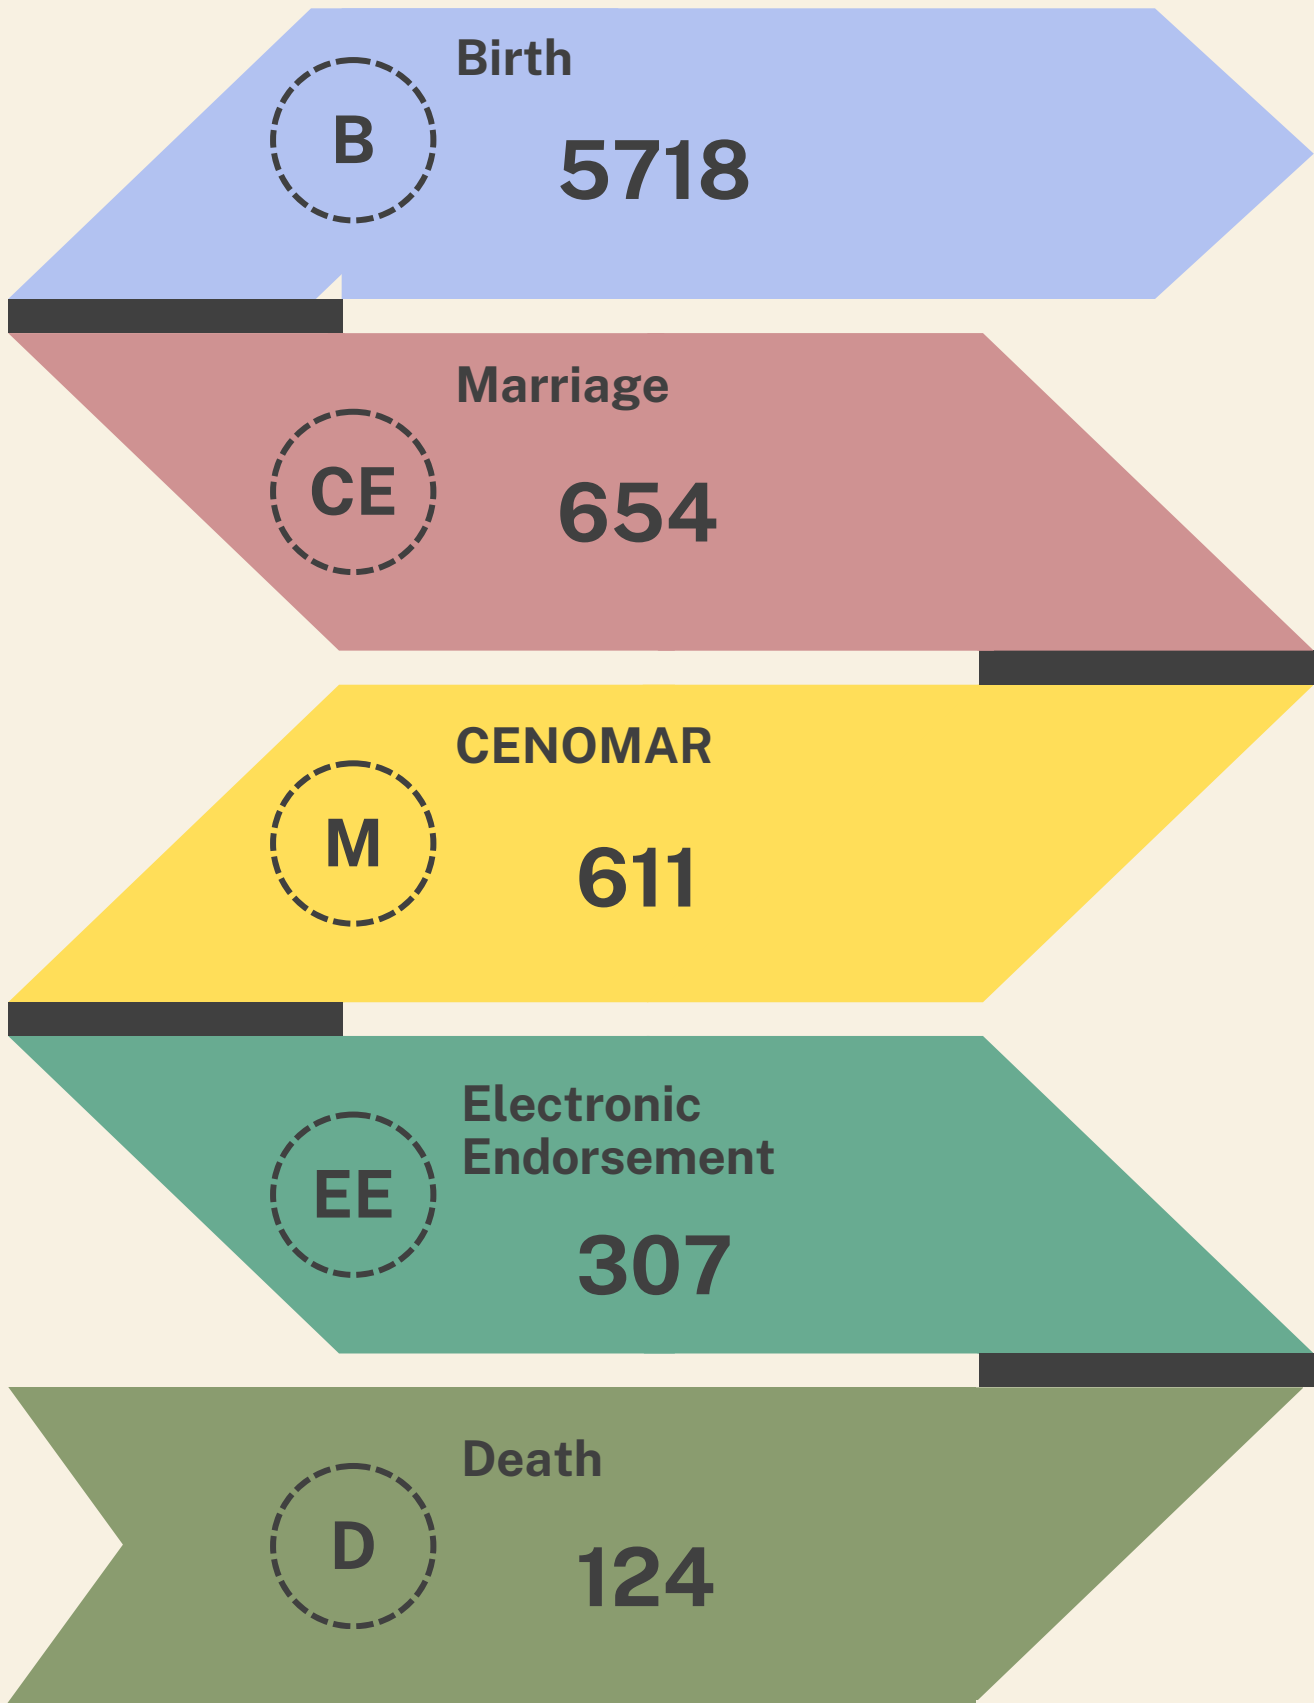 Birth
B
5718
Marriage
CE
654
CENOMAR
M
611
Electronic
Endorsement
EE
307
Death
D
124